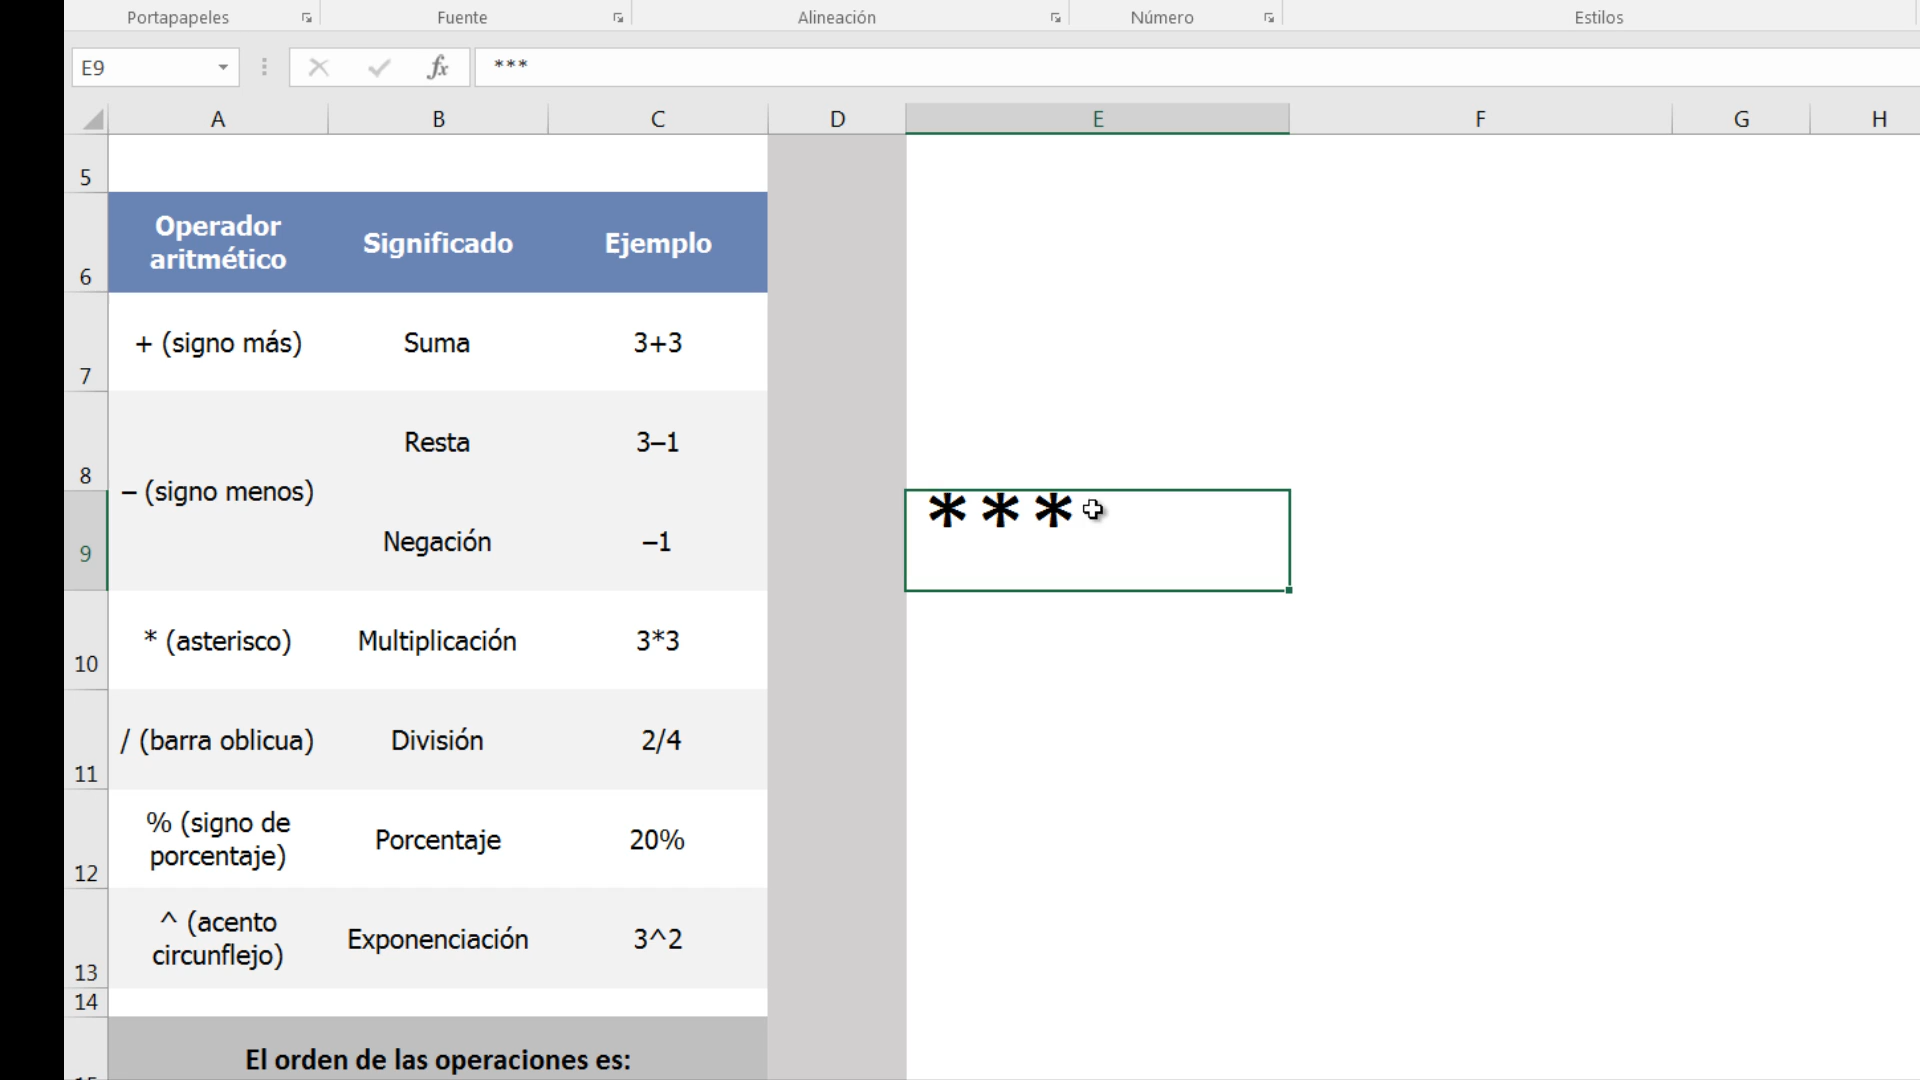 Portapapeles Fuente Alineación Número Estilos
E9 fx ***
A B C D E F G H
5
6 Operador aritmético Significado Ejemplo
7 + (signo más) Suma 3+3
8 – (signo menos) Resta 3–1
9 Negación –1 ***
10 * (asterisco) Multiplicación 3*3
11 / (barra oblicua) División 2/4
12 % (signo de porcentaje) Porcentaje 20%
13 ^ (acento circunflejo) Exponenciación 3^2
14
El orden de las operaciones es: